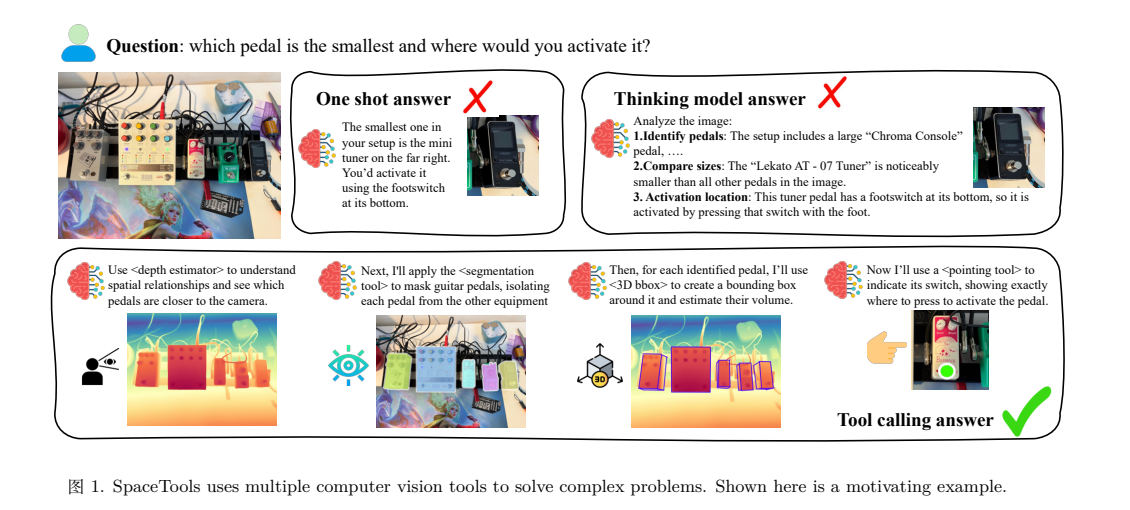 Question: which pedal is the smallest and where would you activate it?
One shot answer
The smallest one in
your setup is the mini
tuner on the far right.
You'd activate it
using the footswitch
at its bottom.
Thinking model answer
Analyze the image:
1.Identify pedals: The setup includes a large “Chroma Console”
pedal, ….
2.Compare sizes: The “Lekato AT - 07 Tuner” is noticeably
smaller than all other pedals in the image.
3. Activation location: This tuner pedal has a footswitch at its bottom, so it is
activated by pressing that switch with the foot.
Use <depth estimator> to understand
spatial relationships and see which
pedals are closer to the camera.
Next, I'll apply the <segmentation
tool> to mask guitar pedals, isolating
each pedal from the other equipment
Then, for each identified pedal, I'll use
<3D bbox> to create a bounding box
around it and estimate their volume.
3D
Now I'll use a <pointing tool> to
indicate its switch, showing exactly
where to press to activate the pedal.
Tool calling answer
图 1. SpaceTools uses multiple computer vision tools to solve complex problems. Shown here is a motivating example.